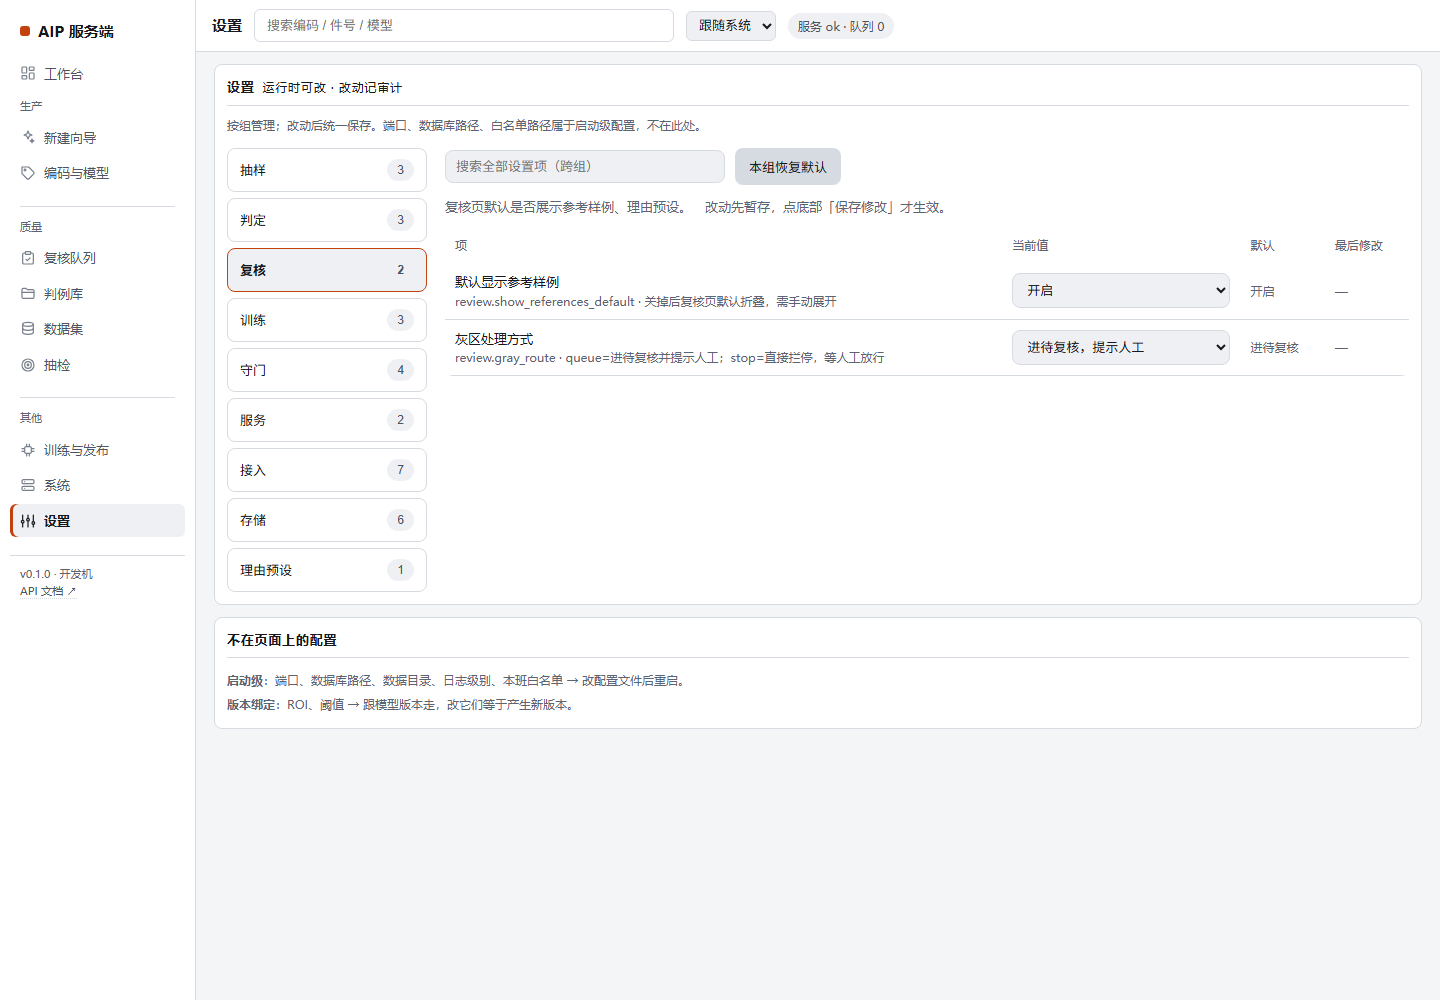 AIP 服务端
工作台
生产
新建向导
编码与模型
质量
复核队列
判例库
数据集
抽检
其他
训练与发布
系统
设置
v0.1.0 · 开发机
API 文档 ↗
设置
搜索编码 / 件号 / 模型
跟随系统
服务 ok · 队列 0
设置 运行时可改 · 改动记审计
按组管理；改动后统一保存。端口、数据库路径、白名单路径属于启动级配置，不在此处。
抽样 3
判定 3
复核 2
训练 3
守门 4
服务 2
接入 7
存储 6
理由预设 1
搜索全部设置项（跨组）
本组恢复默认
复核页默认是否展示参考样例、理由预设。 改动先暂存，点底部「保存修改」才生效。
项 当前值 默认 最后修改
默认显示参考样例
review.show_references_default · 关掉后复核页默认折叠，需手动展开
开启 开启 —
灰区处理方式
review.gray_route · queue=进待复核并提示人工；stop=直接拦停，等人工放行
进待复核，提示人工 进待复核 —
不在页面上的配置
启动级：端口、数据库路径、数据目录、日志级别、本班白名单 → 改配置文件后重启。
版本绑定：ROI、阈值 → 跟模型版本走，改它们等于产生新版本。